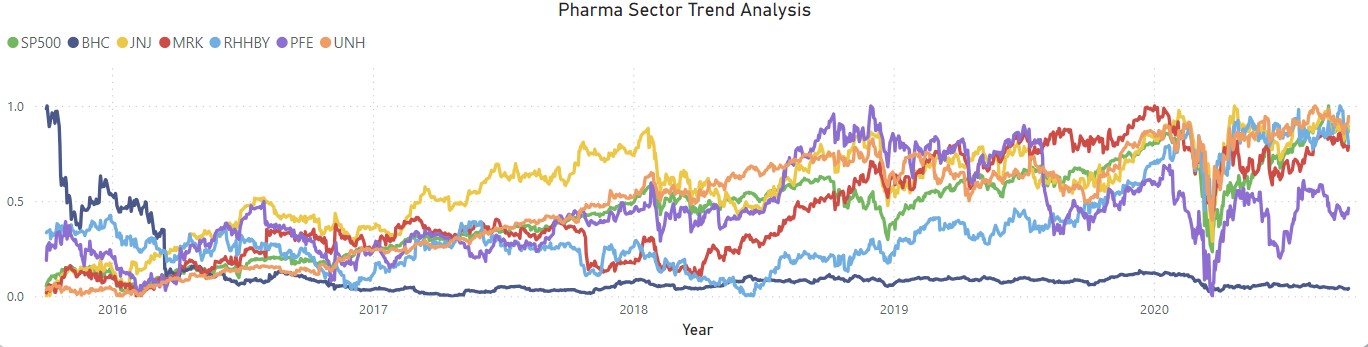 Pharma Sector Trend Analysis
SP500 BHC JNJ MRK RHHBY PFE UNH
1.0
0.5
0.0
2016 2017 2018 2019 2020
Year